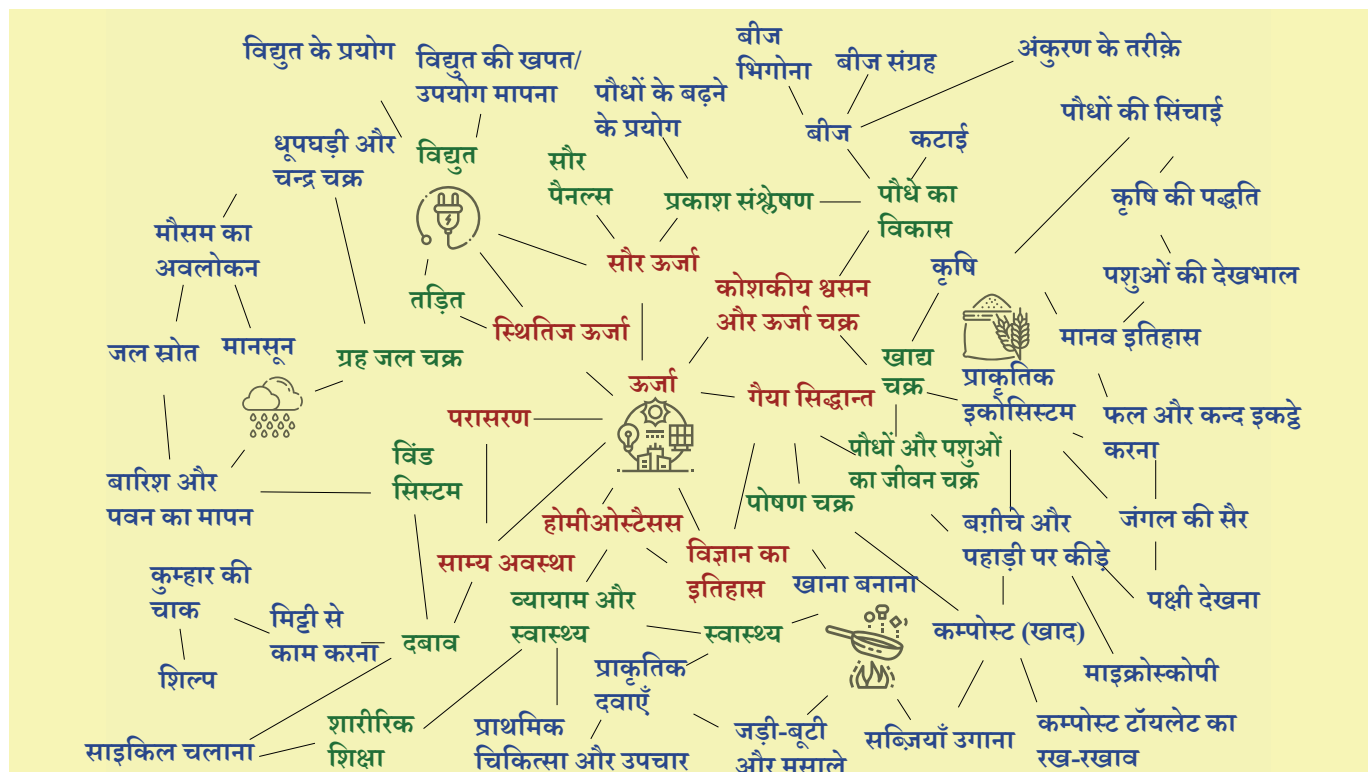 विद्युत के प्रयोग
विद्युत की खपत/
उपयोग मापना
बीज
भिगोना
बीज संग्रह
अंकुरण के तरीक़े
पौधों के बढ़ने
के प्रयोग
पौधों की सिंचाई
धूपघड़ी और
चन्द्र चक्र
विद्युत
सौर
पैनल्स
बीज
कटाई
प्रकाश संश्लेषण
पौधे का
विकास
कृषि की पद्धति
मौसम का
अवलोकन
सौर ऊर्जा
कृषि
पशुओं की देखभाल
तड़ित
कोशकीय श्वसन
और ऊर्जा चक्र
स्थितिज ऊर्जा
मानव इतिहास
जल स्रोत
मानसून
ग्रह जल चक्र
खाद्य
चक्र
ऊर्जा
गैया सिद्धान्त
प्राकृतिक
इकोसिस्टम
फल और कन्द इकट्ठे
करना
परासरण
विंड
सिस्टम
पौधों और पशुओं
का जीवन चक्र
बारिश और
पवन का मापन
पोषण चक्र
होमीओस्टैसस
विज्ञान का
इतिहास
बग़ीचे और
पहाड़ी पर कीड़े
जंगल की सैर
साम्य अवस्था
कुम्हार की
चाक
खाना बनाना
पक्षी देखना
व्यायाम और
स्वास्थ्य
मिट्टी से
काम करना
दबाव
स्वास्थ्य
कम्पोस्ट (खाद)
शिल्प
प्राकृतिक
दवाएँ
माइक्रोस्कोपी
साइकिल चलाना
शारीरिक
शिक्षा
प्राथमिक
चिकित्सा और उपचार
जड़ी-बूटी
और मसाले
सब्ज़ियाँ उगाना
कम्पोस्ट टॉयलेट का
रख-रखाव